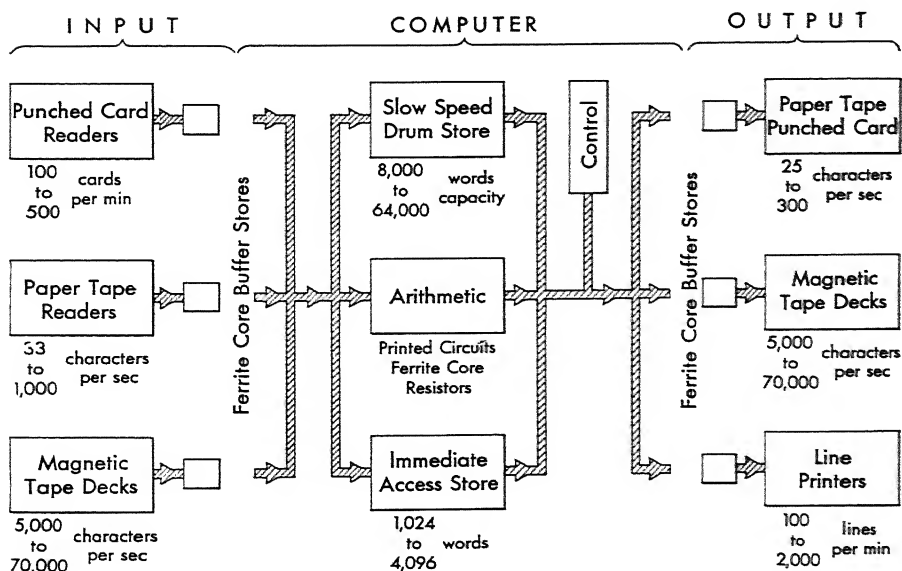 INPUT
COMPUTER
OUTPUT
Punched Card
Readers
100
to
500
cards
per min
Paper Tape
Readers
33
to
1,000
characters
per sec
Magnetic
Tape Decks
5,000
to
70,000
characters
per sec
Ferrite Core Buffer Stores
Slow Speed
Drum Store
8,000
to
64,000
words
capacity
Arithmetic
Printed Circuits
Ferrite Core
Resistors
Immediate
Access Store
1,024
to
4,096
words
Control
Ferrite Core Buffer Stores
Paper Tape
Punched Card
25
to
300
characters
per sec
Magnetic
Tape Decks
5,000
to
70,000
characters
per sec
Line
Printers
100
to
2,000
lines
per min